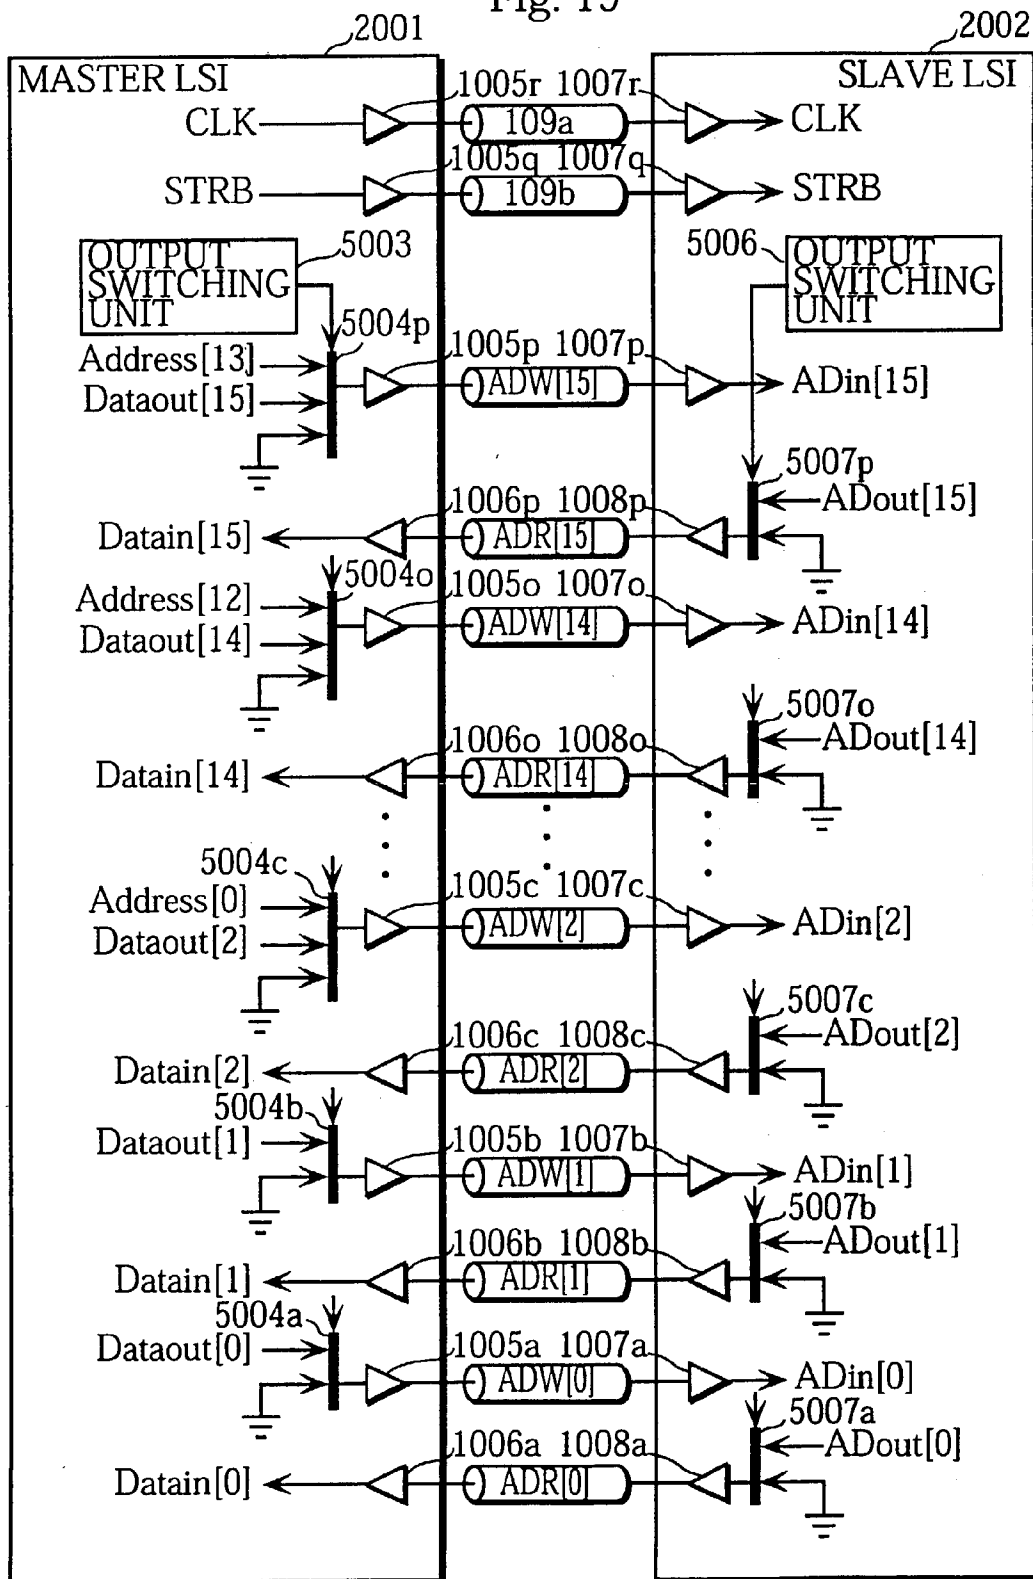 Fig. 15
2001
2002
MASTER LSI
SLAVE LSI
CLK
1005r
1007r
109a
CLK
STRB
1005q
1007q
109b
STRB
OUTPUT
SWITCHING
UNIT
5003
5006
OUTPUT
SWITCHING
UNIT
5004p
Address[13]
Dataout[15]
1005p
1007p
ADW[15]
ADin[15]
5007p
ADout[15]
Datain[15]
1006p
1008p
ADR[15]
5004o
Address[12]
Dataout[14]
1005o
1007o
ADW[14]
ADin[14]
5007o
ADout[14]
Datain[14]
1006o
1008o
ADR[14]
5004c
Address[0]
Dataout[2]
1005c
1007c
ADW[2]
ADin[2]
5007c
ADout[2]
Datain[2]
1006c
1008c
ADR[2]
5004b
Dataout[1]
1005b
1007b
ADW[1]
ADin[1]
5007b
ADout[1]
Datain[1]
1006b
1008b
ADR[1]
5004a
Dataout[0]
1005a
1007a
ADW[0]
ADin[0]
5007a
ADout[0]
Datain[0]
1006a
1008a
ADR[0]